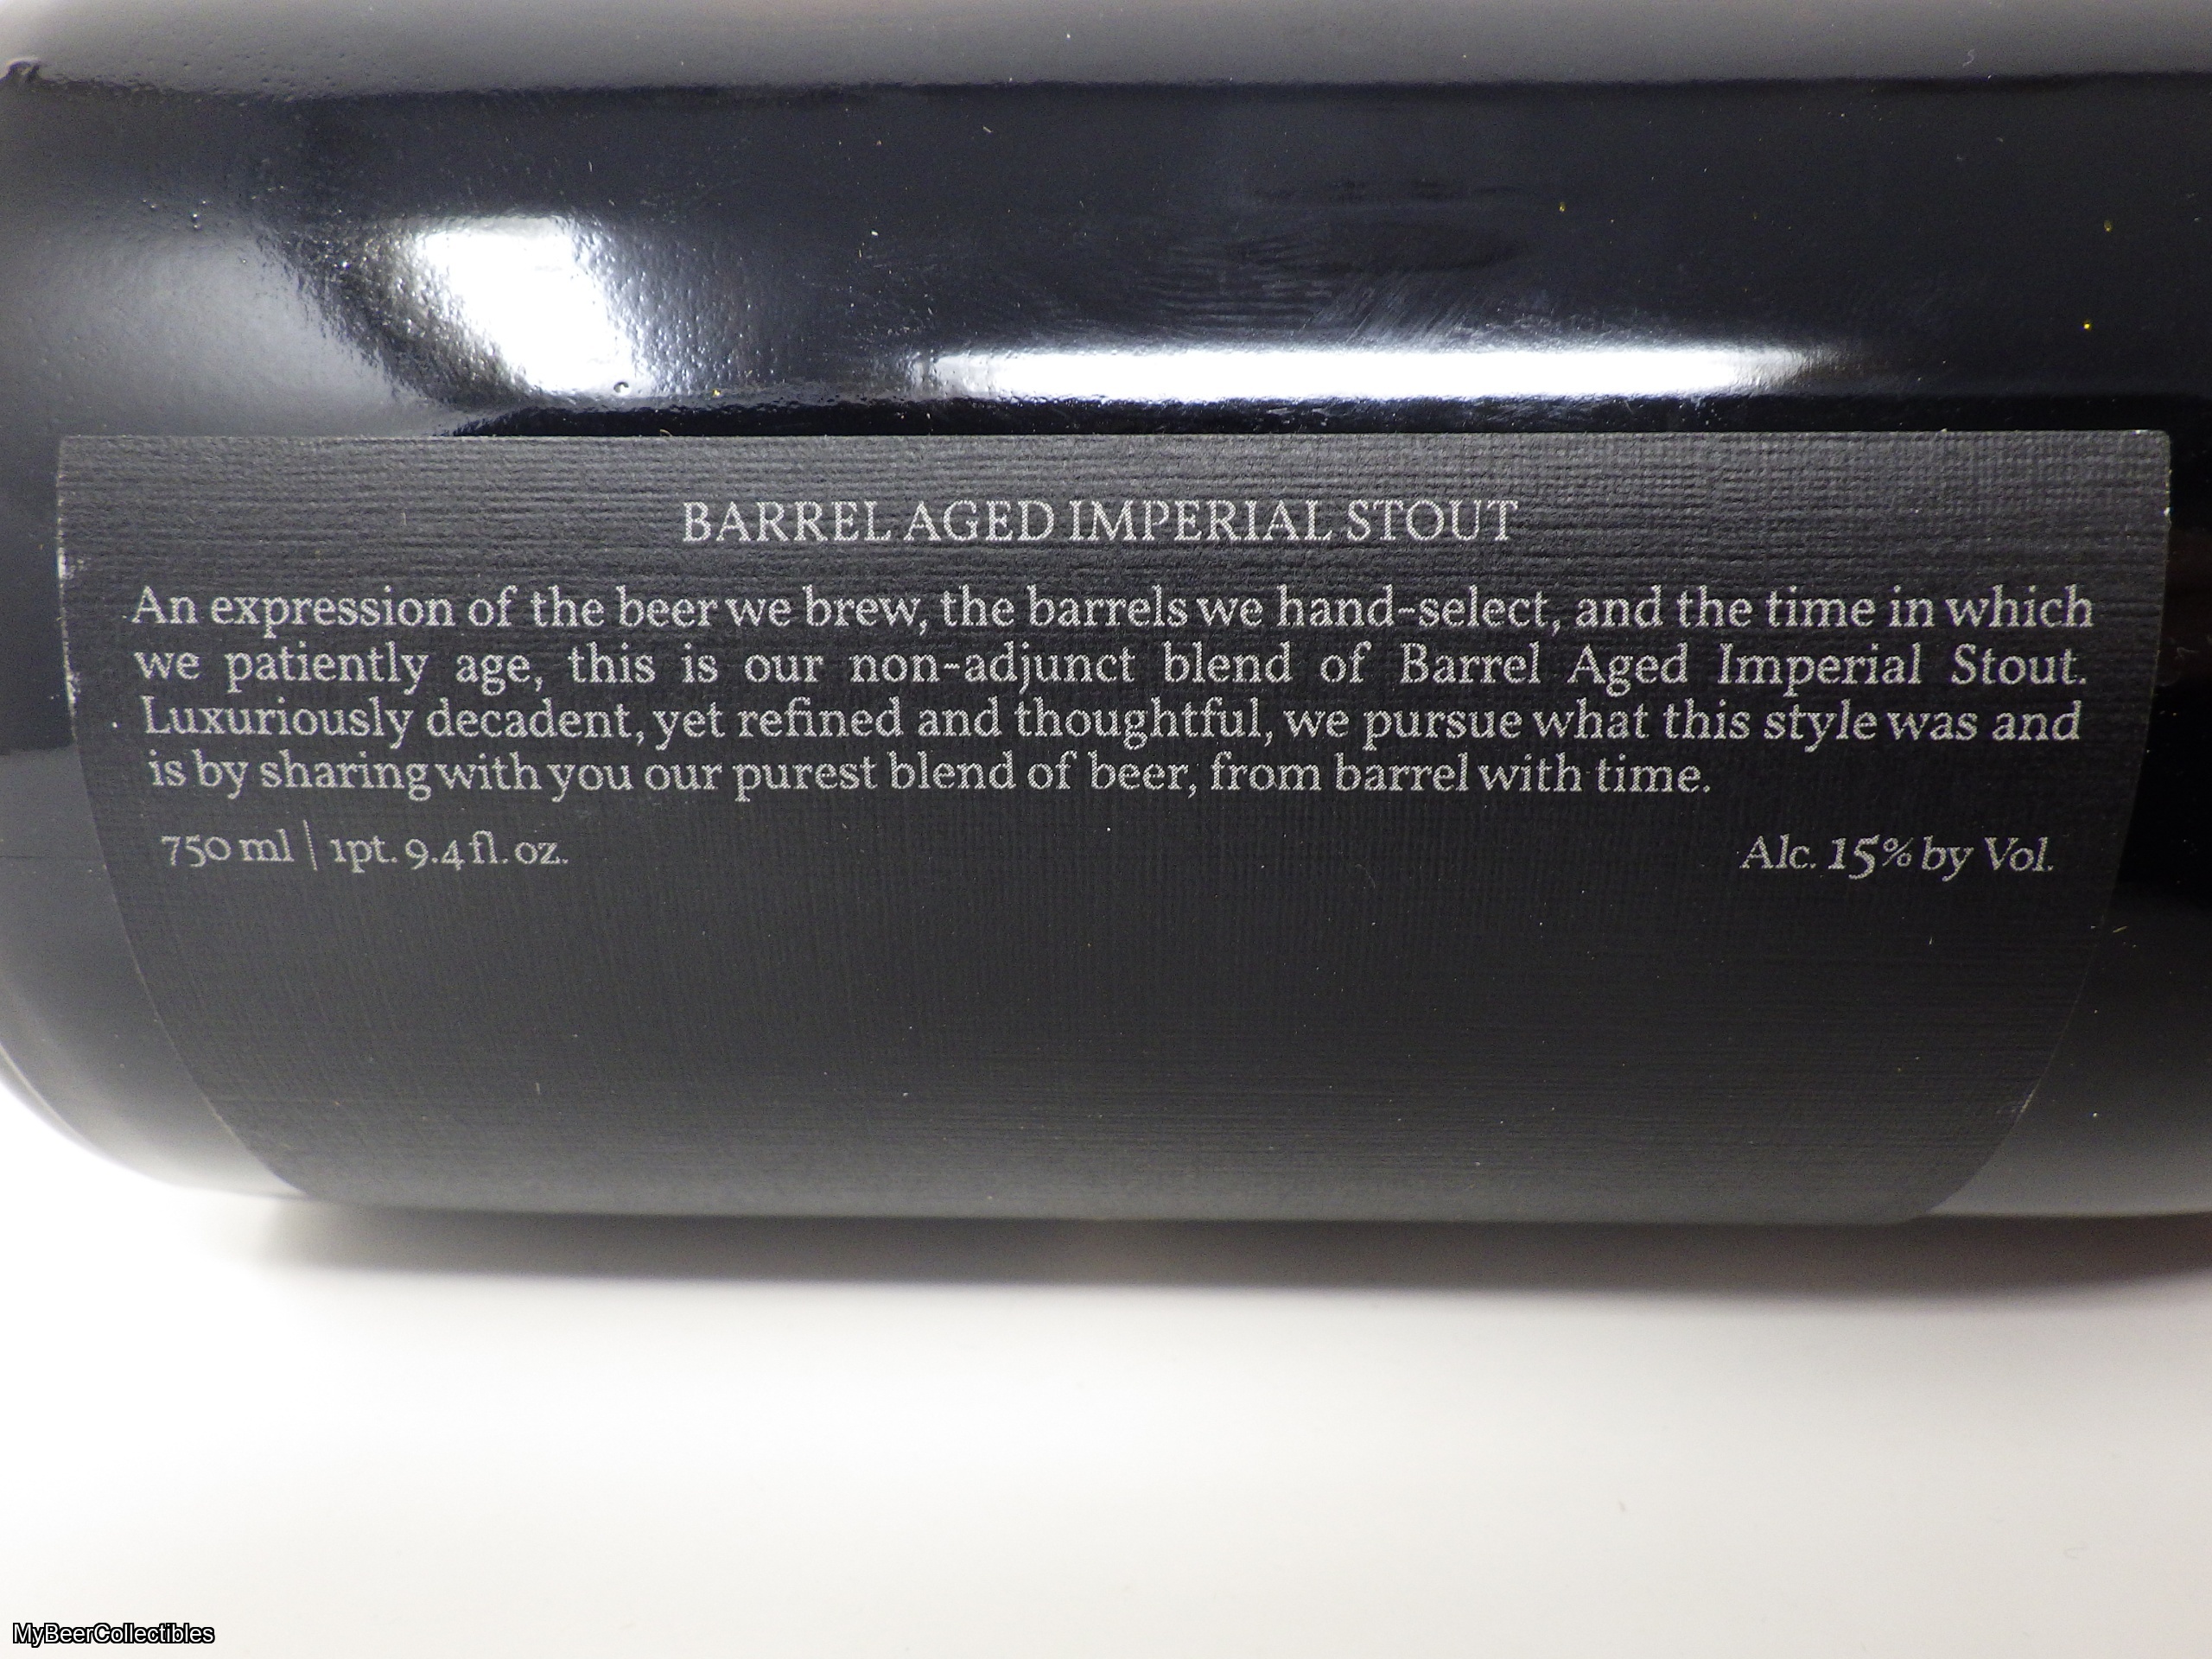 BARREL AGED IMPERIAL STOUT
An expression of the beer we brew, the barrels we hand-select, and the time in which
we patiently age, this is our non-adjunct blend of Barrel Aged Imperial Stout.
Luxuriously decadent, yet refined and thoughtful, we pursue what this style was and
is by sharing with you our purest blend of beer, from barrel with time.
750 ml | 1pt. 9.4 fl. oz.
Alc. 15% by Vol.
MyBeerCollectibles